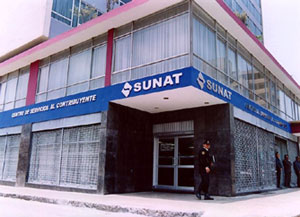 SUNAT
SUNAT
CENTRO DE SERVICIOS AL CONTRIBUYENTE